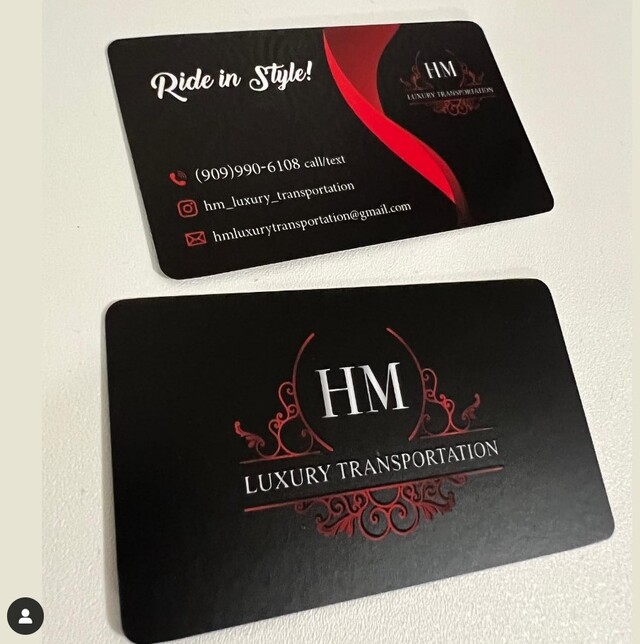 Ride in Style!
HM
LUXURY TRANSPORTATION
(909)990-6108 call/text
hm_luxury_transportation
hmluxurytransportation@gmail.com
HM
LUXURY TRANSPORTATION